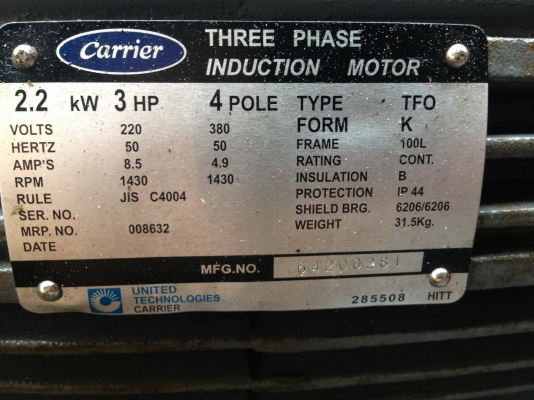 Carrier
THREE PHASE
INDUCTION MOTOR
2.2 kW 3 HP 4 POLE TYPE TFO
FORM K
VOLTS 220 380
HERTZ 50 50 FRAME 100L
AMP'S 8.5 4.9 RATING CONT.
RPM 1430 1430 INSULATION B
RULE JIS C4004 PROTECTION IP 44
SER. NO. SHIELD BRG. 6206/6206
MRP. NO. 008632 WEIGHT 31.5Kg.
DATE
MFG.NO. 64200281
UNITED
TECHNOLOGIES
CARRIER
285508 HITT